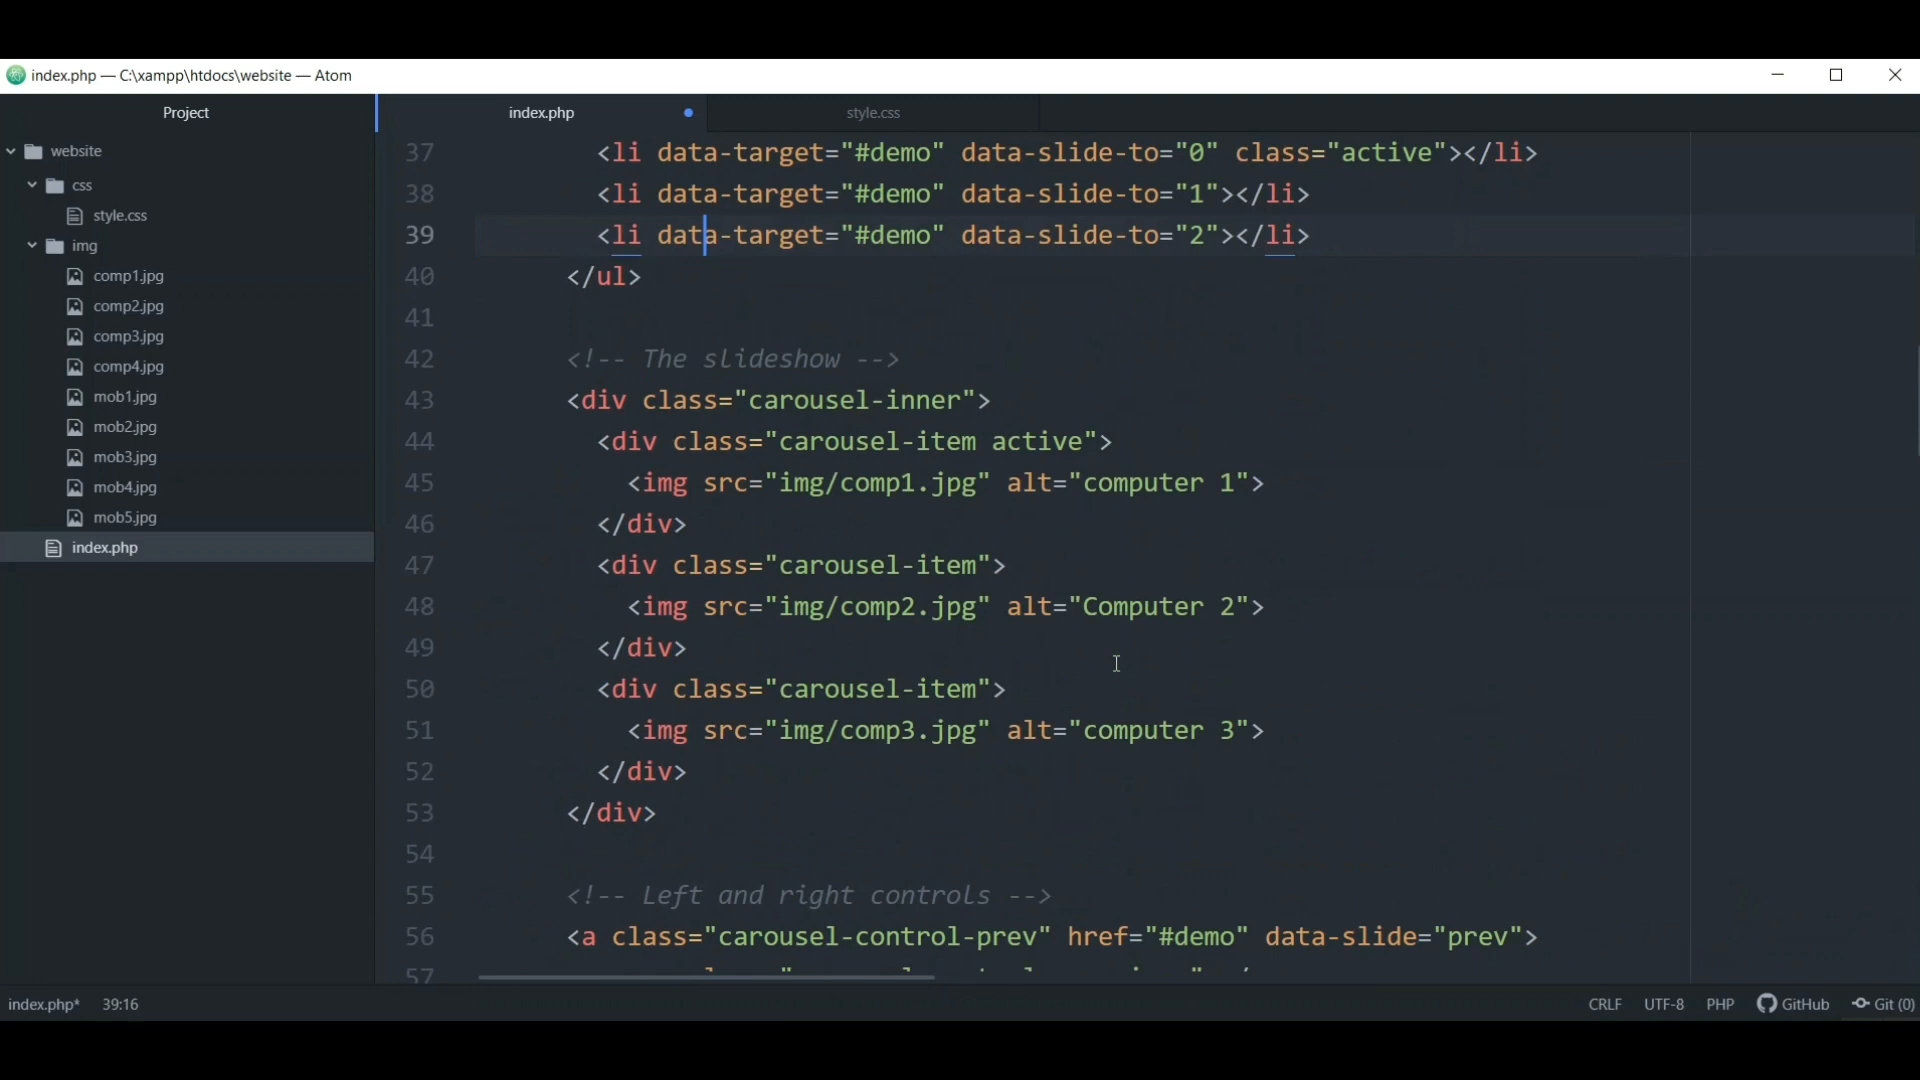 index.php — C:\xampp\htdocs\website — Atom
Project
index.php
style.css
website
css
style.css
img
comp1.jpg
comp2.jpg
comp3.jpg
comp4.jpg
mob1.jpg
mob2.jpg
mob3.jpg
mob4.jpg
mob5.jpg
index.php
37 <li data-target="#demo" data-slide-to="0" class="active"></li>
38 <li data-target="#demo" data-slide-to="1"></li>
39 <li data-target="#demo" data-slide-to="2"></li>
40 </ul>
41
42 <!-- The slideshow -->
43 <div class="carousel-inner">
44 <div class="carousel-item active">
45 <img src="img/comp1.jpg" alt="computer 1">
46 </div>
47 <div class="carousel-item">
48 <img src="img/comp2.jpg" alt="Computer 2">
49 </div>
50 <div class="carousel-item">
51 <img src="img/comp3.jpg" alt="computer 3">
52 </div>
53 </div>
54
55 <!-- Left and right controls -->
56 <a class="carousel-control-prev" href="#demo" data-slide="prev">
57
index.php* 39:16 CRLF UTF-8 PHP GitHub Git (0)